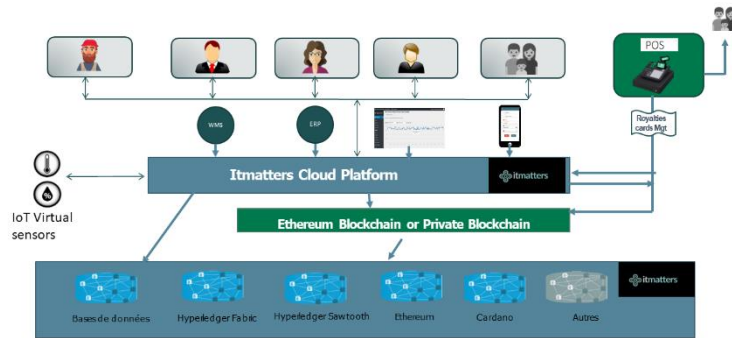 POS
Royalties
cards Mgt
WMS
ERP
Itmatters Cloud Platform
itmatters
IoT Virtual
sensors
%
Ethereum Blockchain or Private Blockchain
itmatters
Bases de données
Hyperledger Fabric
Hyperledger Sawtooth
Ethereum
Cardano
Autres